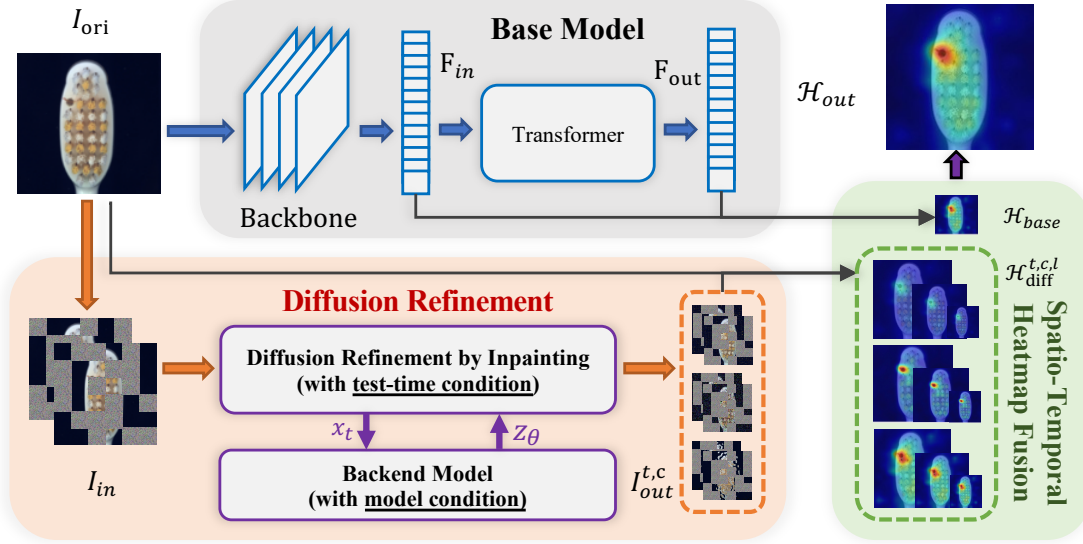 I_ori
Base Model
F_in
F_out
Transformer
Backbone
ℋ_out
ℋ_base
ℋ_diff^{t,c,l}
Spatio-Temporal
Heatmap Fusion
Diffusion Refinement
Diffusion Refinement by Inpainting
(with test-time condition)
x_t
z_θ
Backend Model
(with model condition)
I_in
I_out^{t,c}